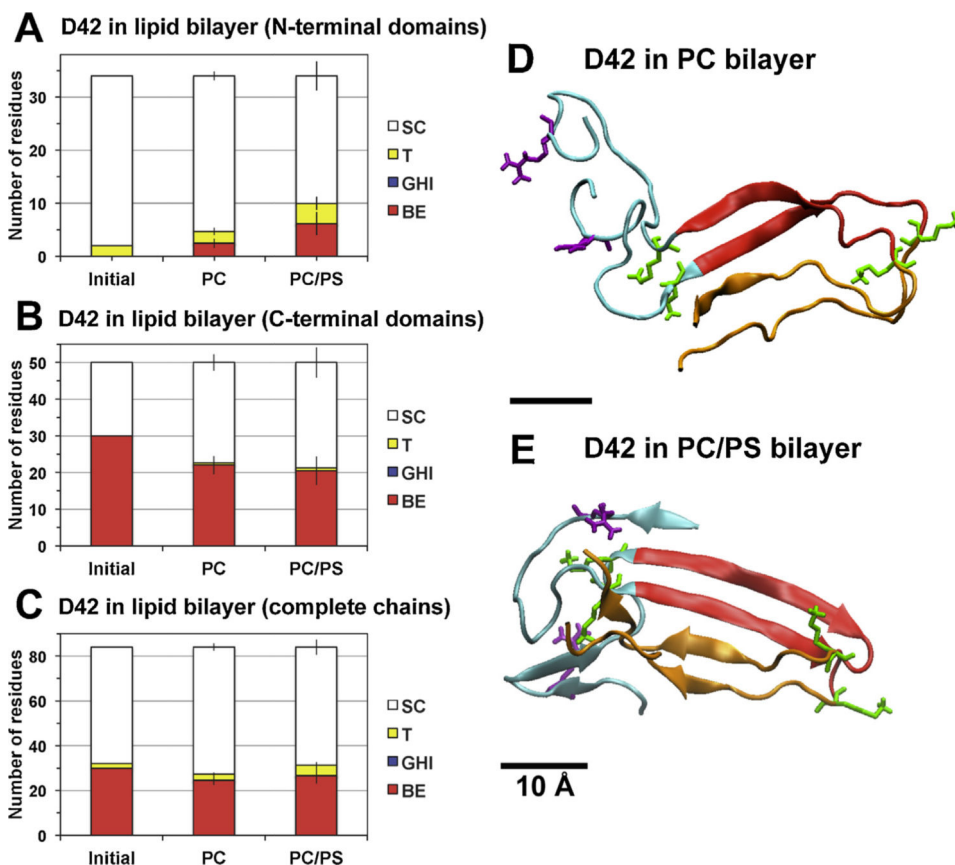 A D42 in lipid bilayer (N-terminal domains)
Number of residues
30
20
10
0
Initial PC PC/PS
SC
T
GHI
BE
B D42 in lipid bilayer (C-terminal domains)
Number of residues
50
40
30
20
10
0
Initial PC PC/PS
SC
T
GHI
BE
C D42 in lipid bilayer (complete chains)
Number of residues
80
60
40
20
0
Initial PC PC/PS
SC
T
GHI
BE
D D42 in PC bilayer
E D42 in PC/PS bilayer
10 Å